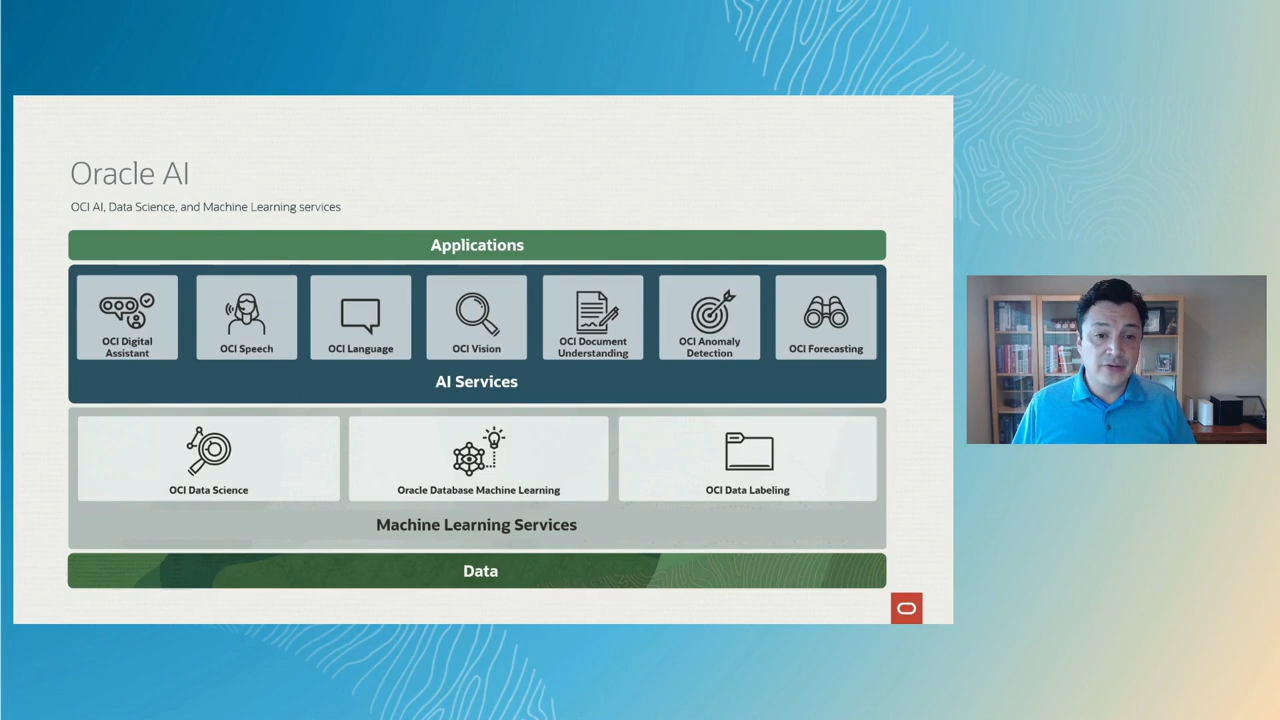 Oracle AI
OCI AI, Data Science, and Machine Learning services
Applications
OCI Digital
Assistant
OCI Speech
OCI Language
OCI Vision
OCI Document
Understanding
OCI Anomaly
Detection
OCI Forecasting
AI Services
OCI Data Science
Oracle Database Machine Learning
OCI Data Labeling
Machine Learning Services
Data